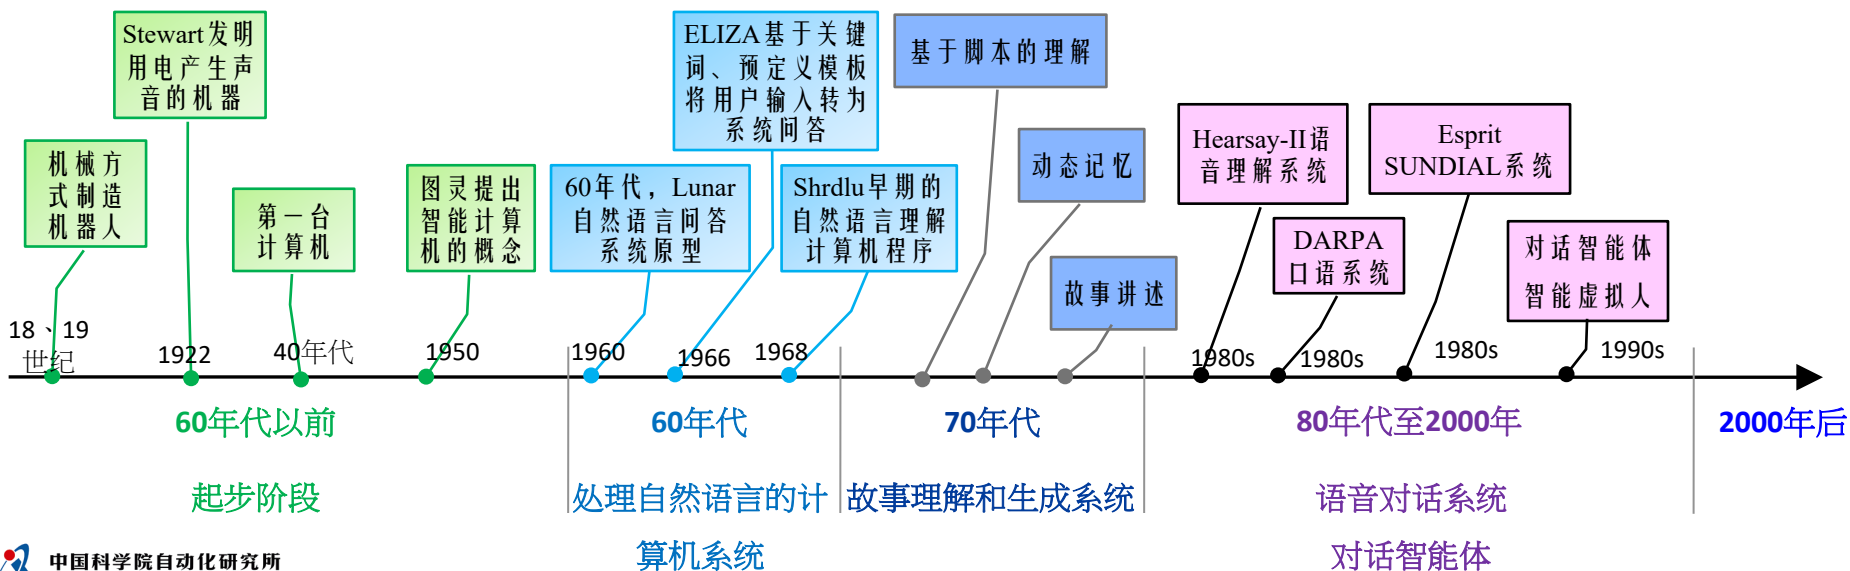 Stewart发明
用电产生声
音的机器
机械方
式制造
机器人
第一台
计算机
图灵提出
智能计算
机的概念
ELIZA基于关键
词、预定义模板
将用户输入转为
系统问答
60年代，Lunar
自然语言问答
系统原型
Shrdlu早期的
自然语言理解
计算机程序
基于脚本的理解
动态记忆
故事讲述
Hearsay-II语
音理解系统
DARPA
口语系统
Esprit
SUNDIAL系统
对话智能体
智能虚拟人
18、19
世纪
1922
40年代
1950
1960
1966
1968
1980s
1980s
1980s
1990s
60年代以前
60年代
70年代
80年代至2000年
2000年后
起步阶段
处理自然语言的计
算机系统
故事理解和生成系统
语音对话系统
对话智能体
中国科学院自动化研究所